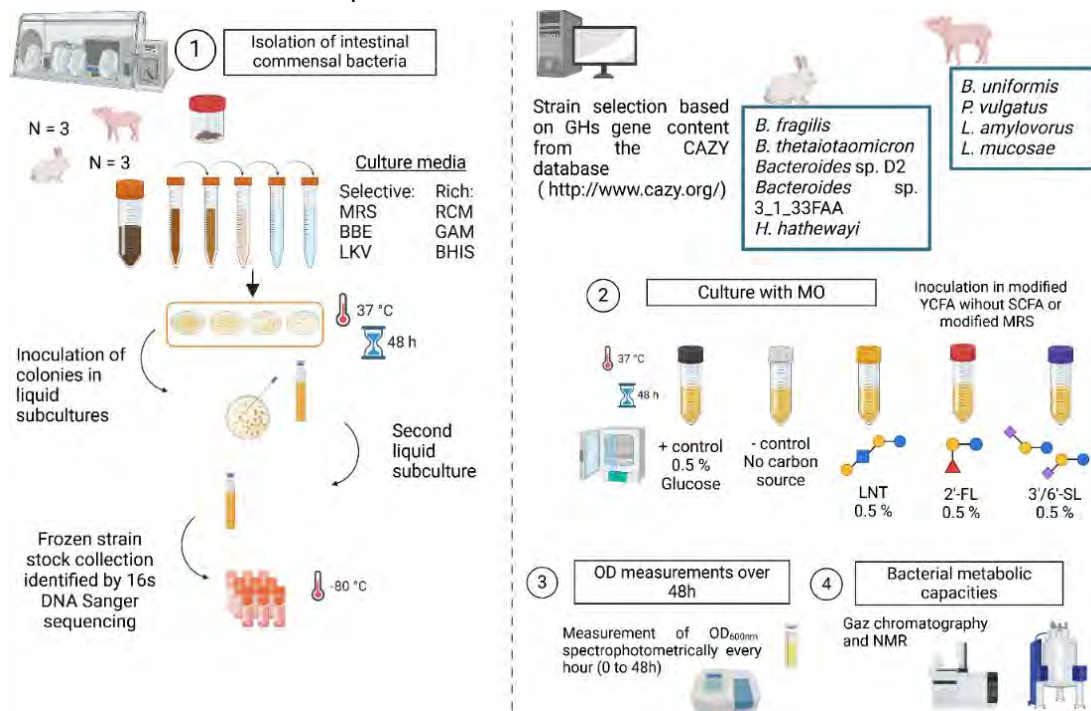 1
Isolation of intestinal
commensal bacteria
N = 3
N = 3
Culture media
Selective: Rich:
MRS RCM
BBE GAM
LKV BHIS
37 °C
48 h
Inoculation of
colonies in
liquid
subcultures
Second
liquid
subculture
Frozen strain
stock collection
identified by 16s
DNA Sanger
sequencing
-80 °C
Strain selection based
on GHs gene content
from the CAZY
database
( http://www.cazy.org/)
B. fragilis
B. thetaiotaomicron
Bacteroides sp. D2
Bacteroides sp.
3_1_33FAA
H. hathewayi
B. uniformis
P. vulgatus
L. amylovorus
L. mucosae
2
Culture with MO
Inoculation in modified
YCFA wihout SCFA or
modified MRS
37 °C
48 h
+ control
0.5 %
Glucose
- control
No carbon
source
LNT
0.5 %
2'-FL
0.5 %
3'/6'-SL
0.5 %
3
OD measurements over
48h
Measurement of OD600nm
spectrophotometrically every
hour (0 to 48h)
4
Bacterial metabolic
capacities
Gaz chromatography
and NMR